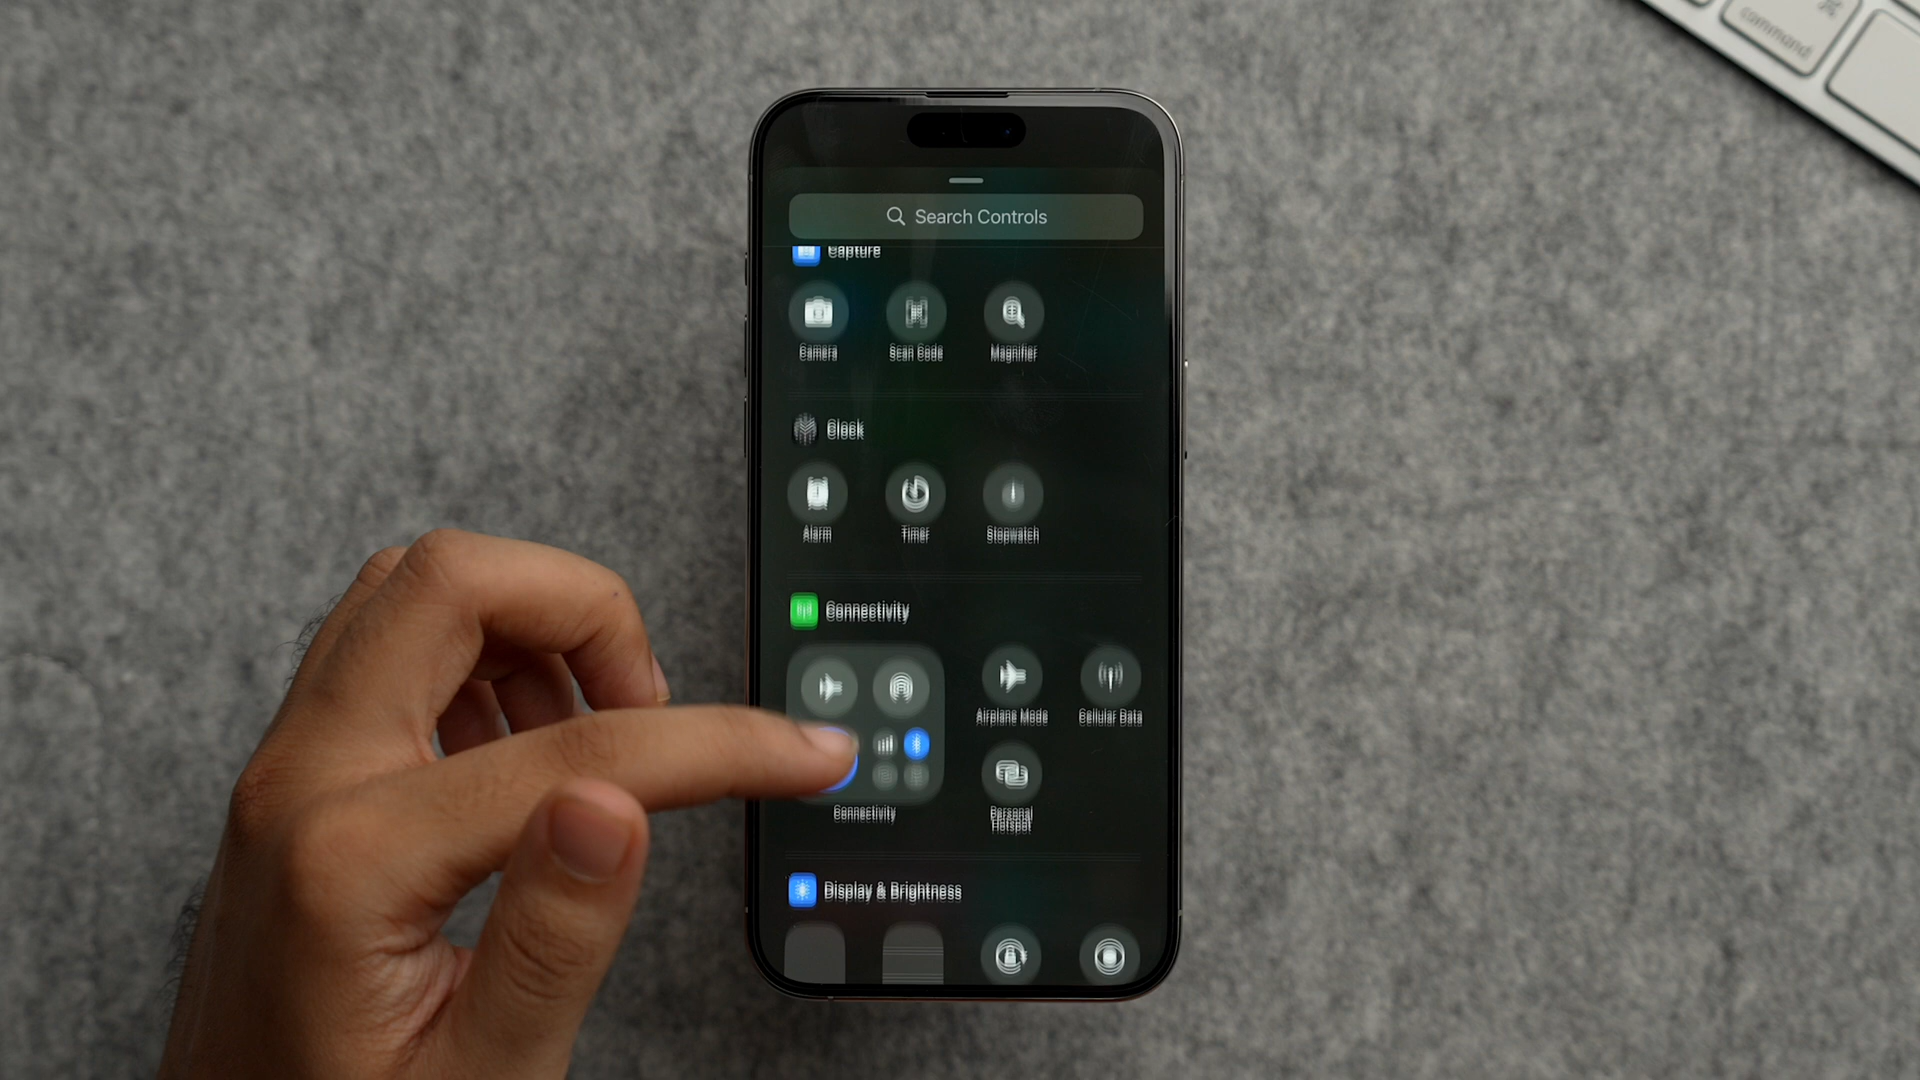 command
Search Controls
Capture
Camera Scan Code Magnifier
Clock
Alarm Timer Stopwatch
Connectivity
Airplane Mode Cellular Data
Connectivity
Personal
Hotspot
Display & Brightness